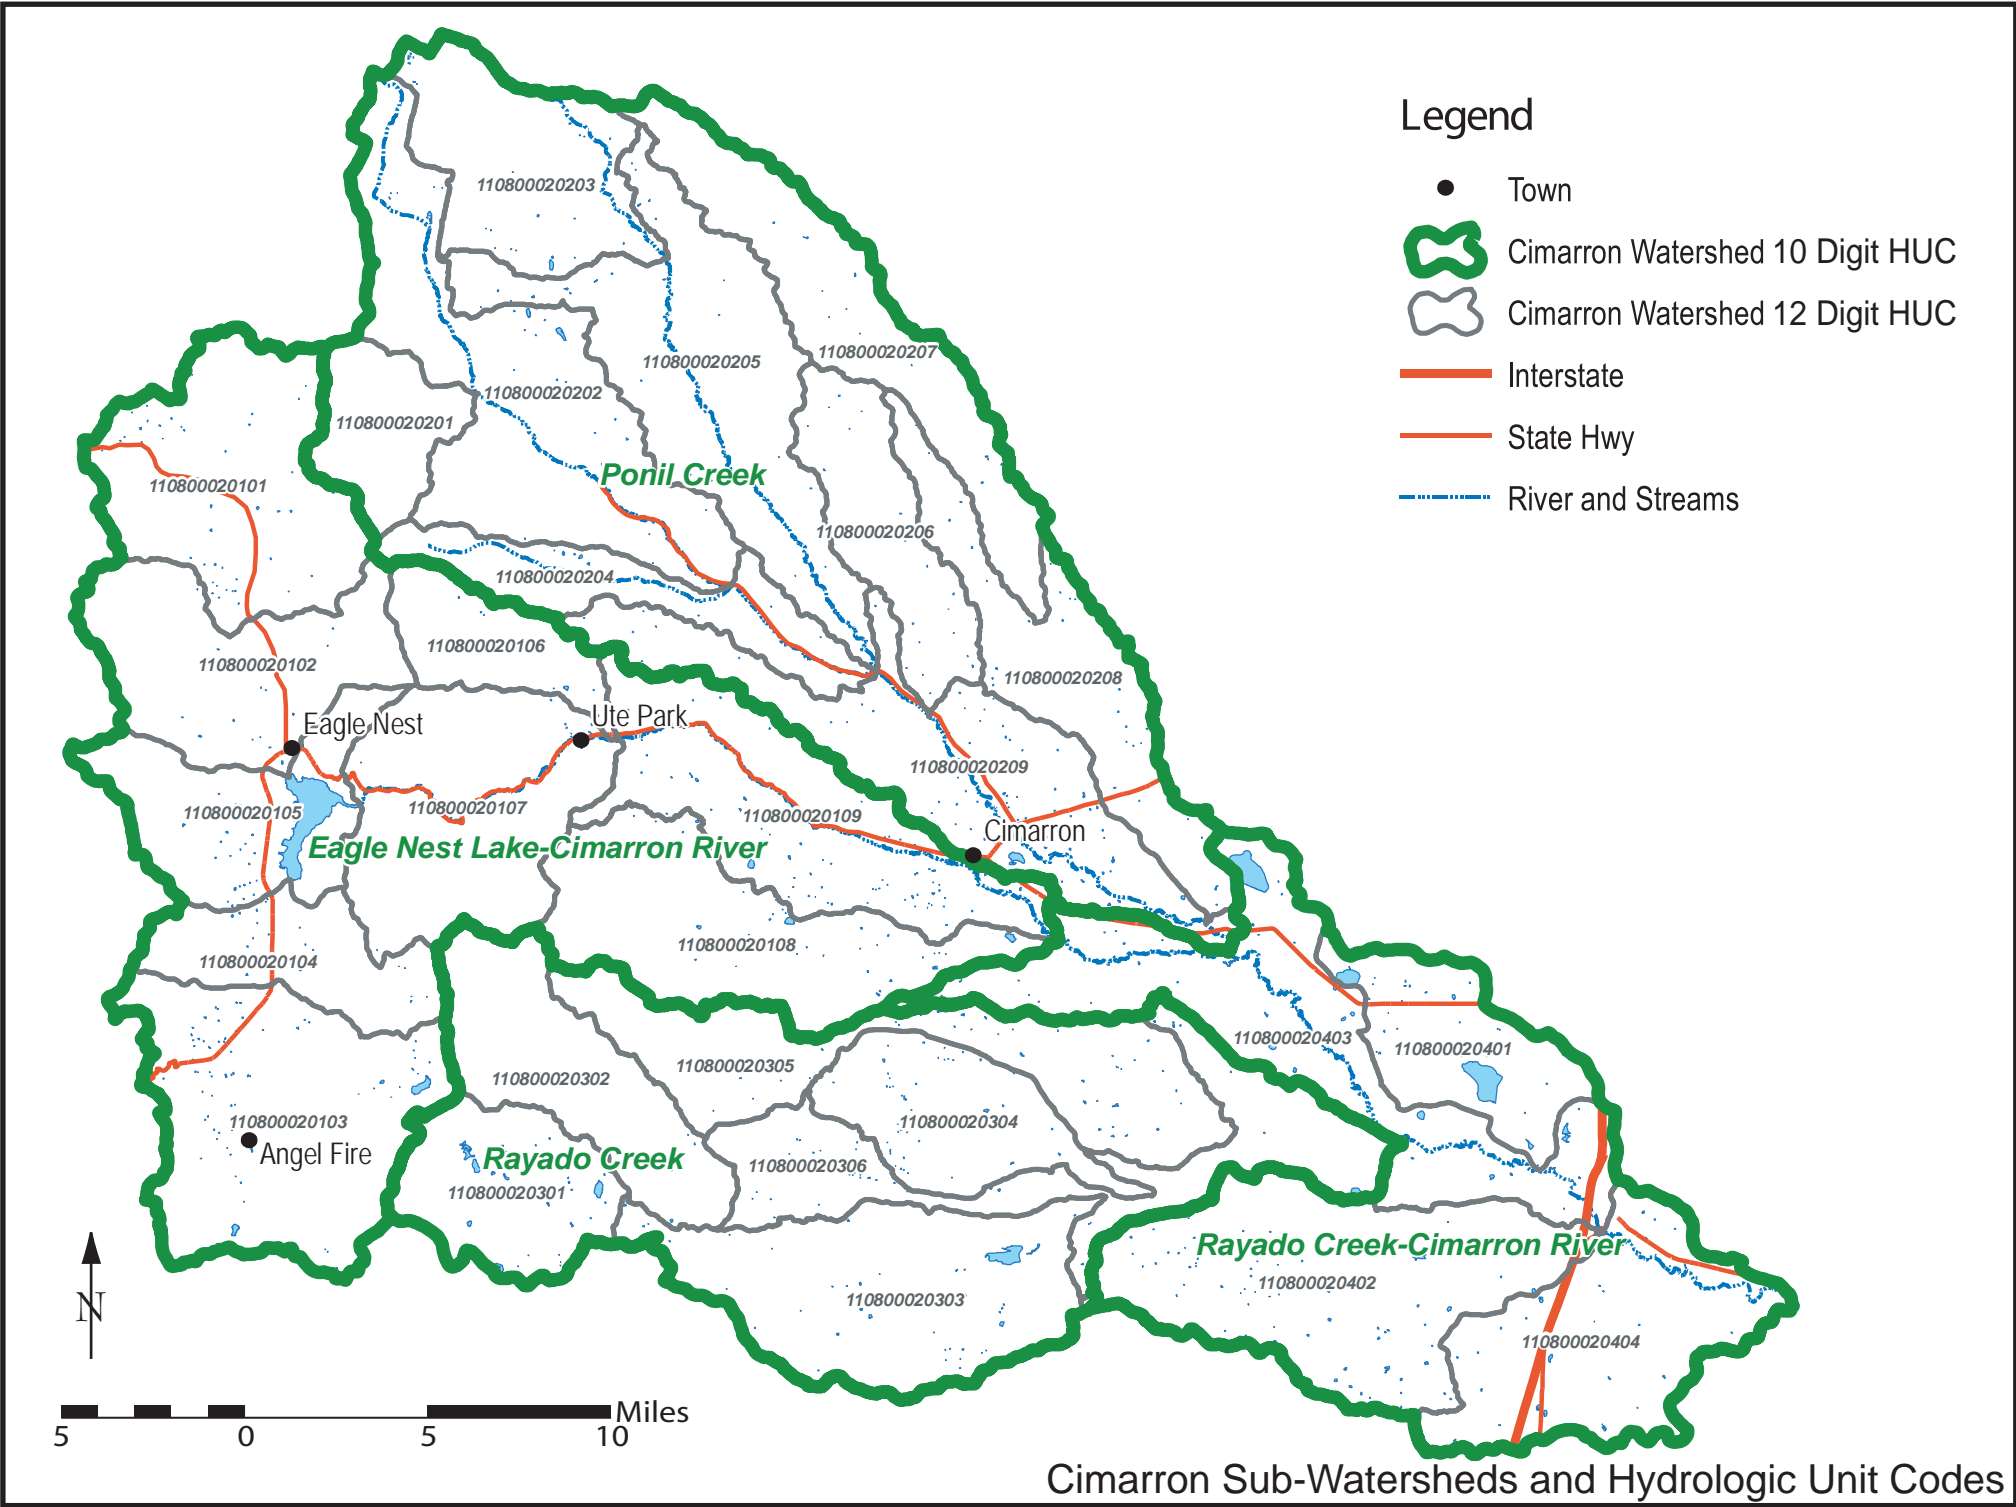 Legend
Town
Cimarron Watershed 10 Digit HUC
Cimarron Watershed 12 Digit HUC
Interstate
State Hwy
River and Streams
110800020203
110800020207
110800020205
110800020202
110800020201
Ponil Creek
110800020101
110800020206
110800020204
110800020106
110800020102
110800020208
Eagle Nest
Ute Park
110800020209
110800020105
110800020107
110800020109
Cimarron
Eagle Nest Lake-Cimarron River
110800020108
110800020104
110800020403
110800020401
110800020305
110800020302
110800020304
110800020103
Angel Fire
Rayado Creek
110800020306
110800020301
Rayado Creek-Cimarron River
110800020402
110800020303
110800020404
N
Miles
5 0 5 10
Cimarron Sub-Watersheds and Hydrologic Unit Codes